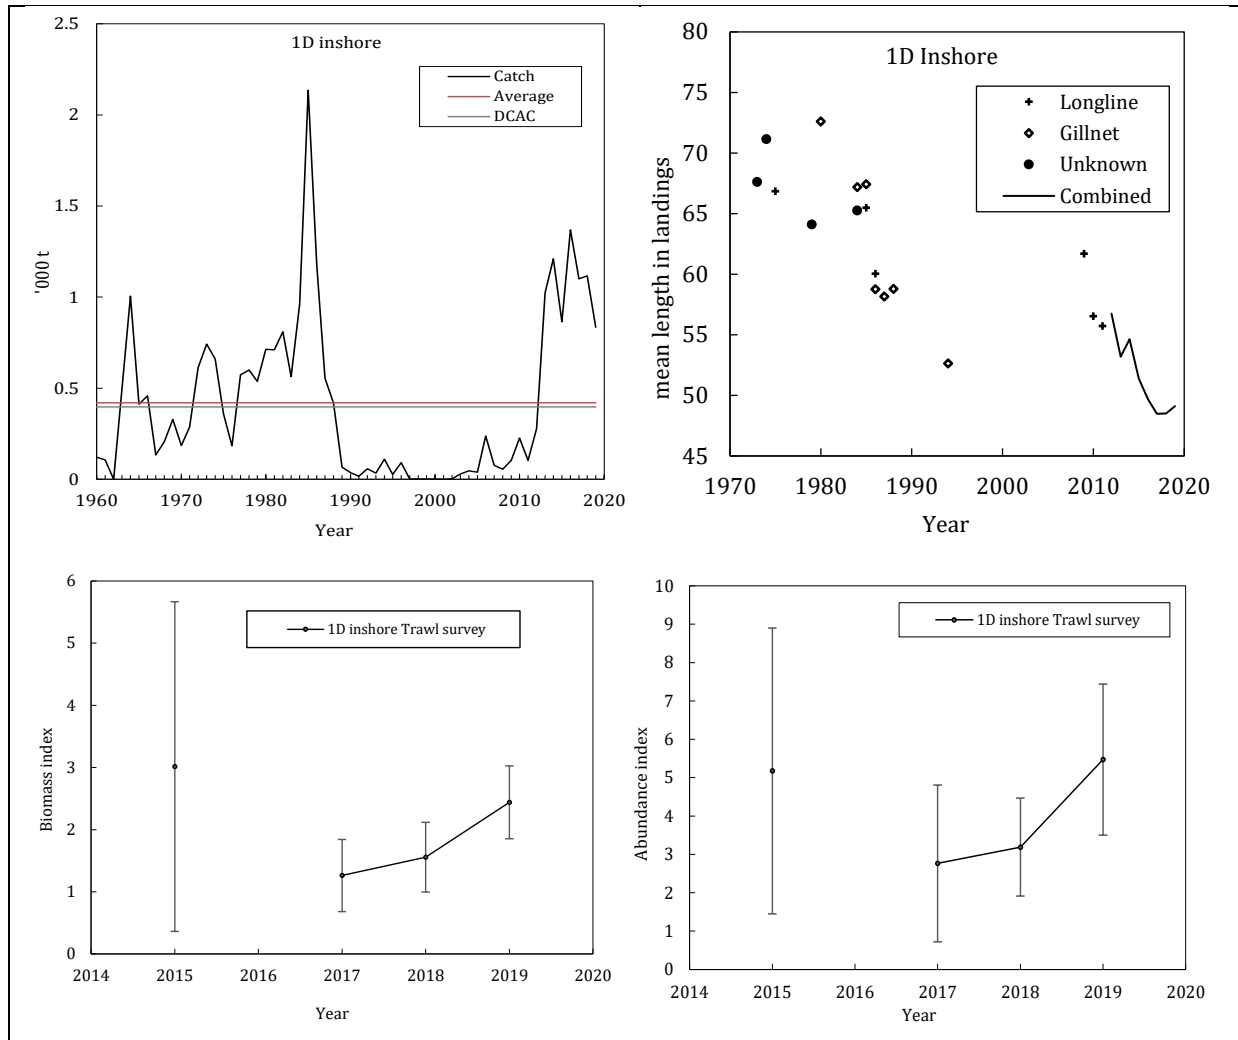 1D inshore
Catch
Average
DCAC
2.5
2
1.5
1
0.5
0
'000 t
1960 1970 1980 1990 2000 2010 2020
Year
1D Inshore
Longline
Gillnet
Unknown
Combined
80
75
70
65
60
55
50
45
mean length in landings
1970 1980 1990 2000 2010 2020
Year
1D inshore Trawl survey
6
5
4
3
2
1
0
Biomass index
2014 2015 2016 2017 2018 2019 2020
Year
1D inshore Trawl survey
10
9
8
7
6
5
4
3
2
1
0
Abundance index
2014 2015 2016 2017 2018 2019 2020
Year